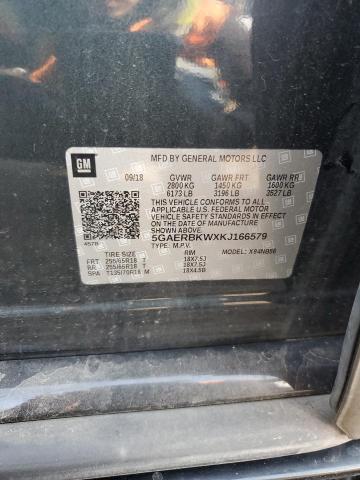 GM
MFD BY GENERAL MOTORS LLC
09/18 GVWR GAWR FRT GAWR RR
2800 KG 1450 KG 1600 KG
6173 LB 3196 LB 3527 LB
THIS VEHICLE CONFORMS TO ALL
APPLICABLE U.S. FEDERAL MOTOR
VEHICLE SAFETY STANDARDS IN EFFECT ON
THE DATE OF MANUFACTURE SHOWN ABOVE.
5GAERBKWXKJ166579
4578 TYPE: M.P.V. MODEL: X84NB56
TIRE SIZE RIM
FRT 255/65R18 T 18X7.5J
RR 255/65R18 T 18X7.5J
SPA T135/70R18 M 18X4.5B